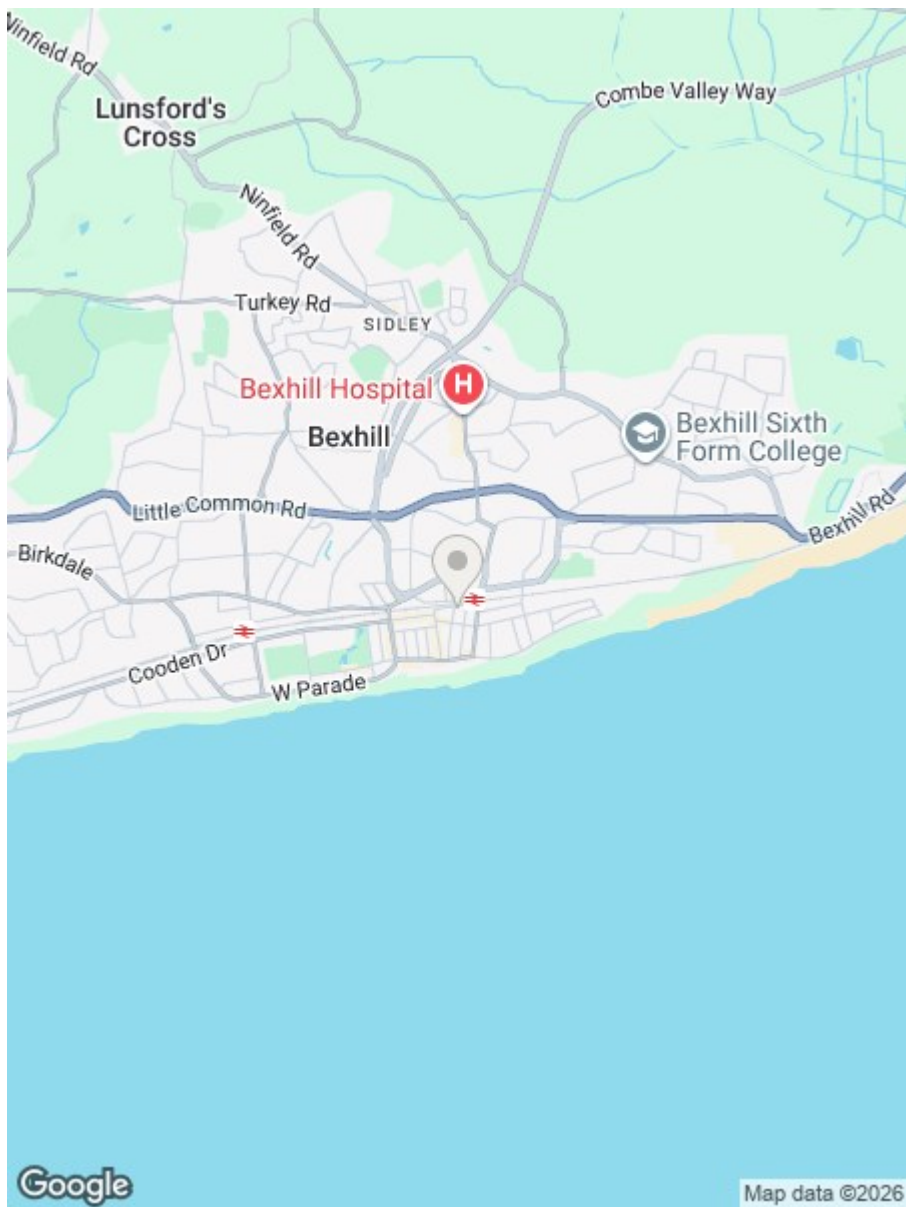 Ninfield Rd
Lunsford's
Cross
Combe Valley Way
Ninfield Rd
Turkey Rd
SIDLEY
Bexhill Hospital
H
Bexhill
Bexhill Sixth
Form College
Little Common Rd
Bexhill Rd
Birkdale
Cooden Dr
W Parade
Google
Map data ©2026